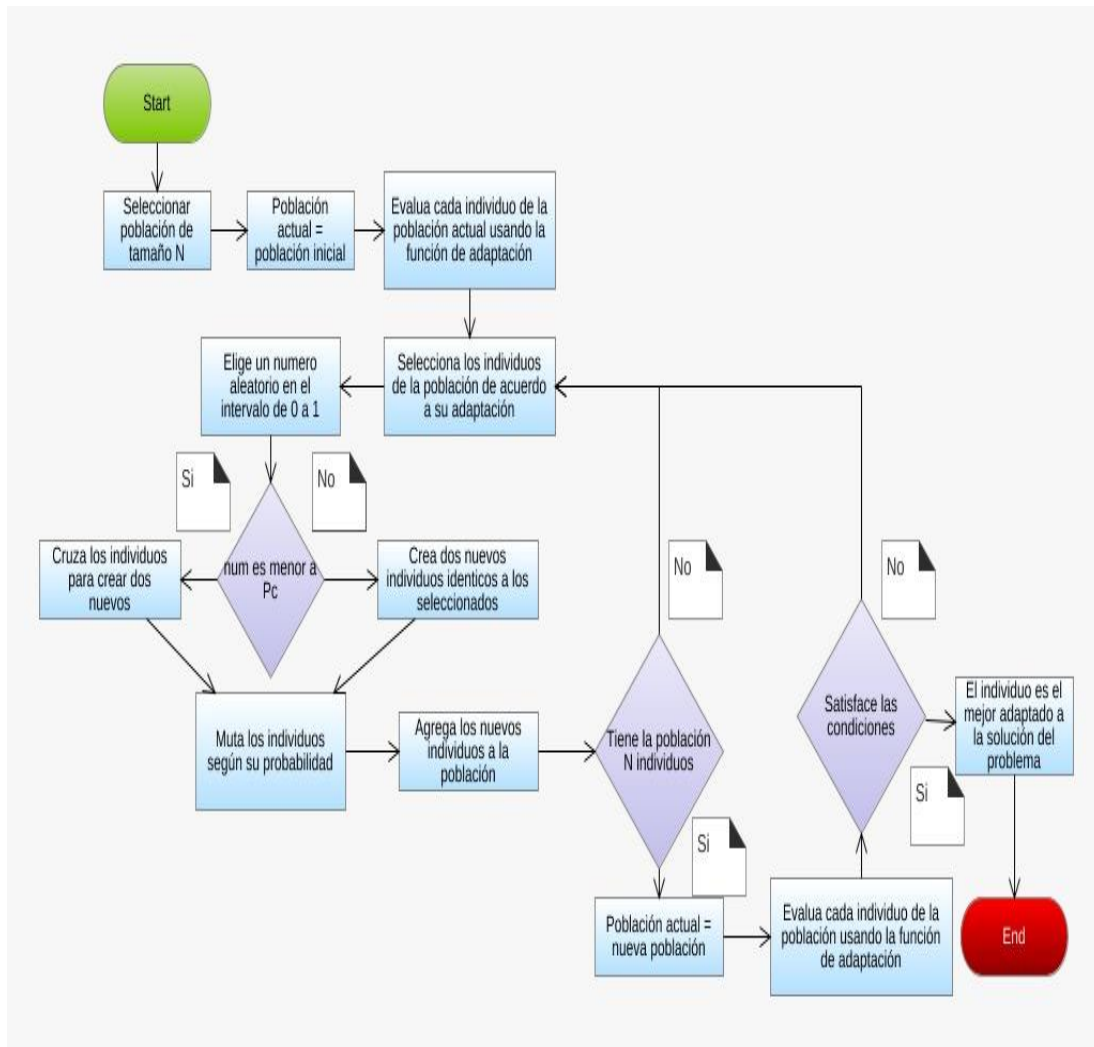 Start
Seleccionar
población de
tamaño N
Población
actual =
población inicial
Evalua cada individuo de la
población actual usando la
función de adaptación
Elige un numero
aleatorio en el
intervalo de 0 a 1
Selecciona los individuos
de la población de acuerdo
a su adaptación
Si
No
Cruza los individuos
para crear dos
nuevos
num es menor a
Pc
Crea dos nuevos
individuos identicos a los
seleccionados
No
No
Muta los individuos
según su probabilidad
Agrega los nuevos
individuos a la
población
Tiene la población
N individuos
Satisface las
condiciones
El individuo es el
mejor adaptado a
la solución del
problema
Si
Si
Población actual =
nueva población
Evalua cada individuo de la
población usando la función
de adaptación
End